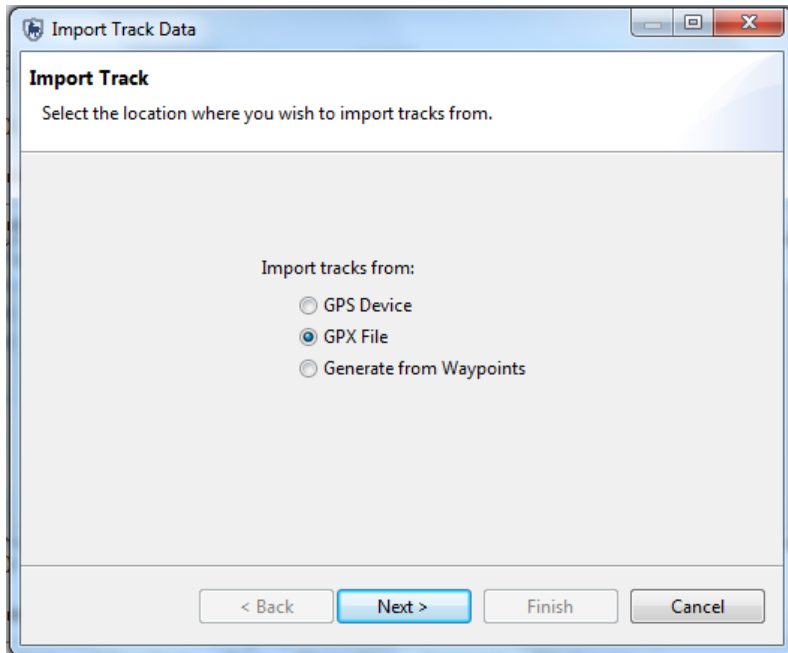 Import Track Data
Import Track
Select the location where you wish to import tracks from.
Import tracks from:
GPS Device
GPX File
Generate from Waypoints
< Back Next > Finish Cancel